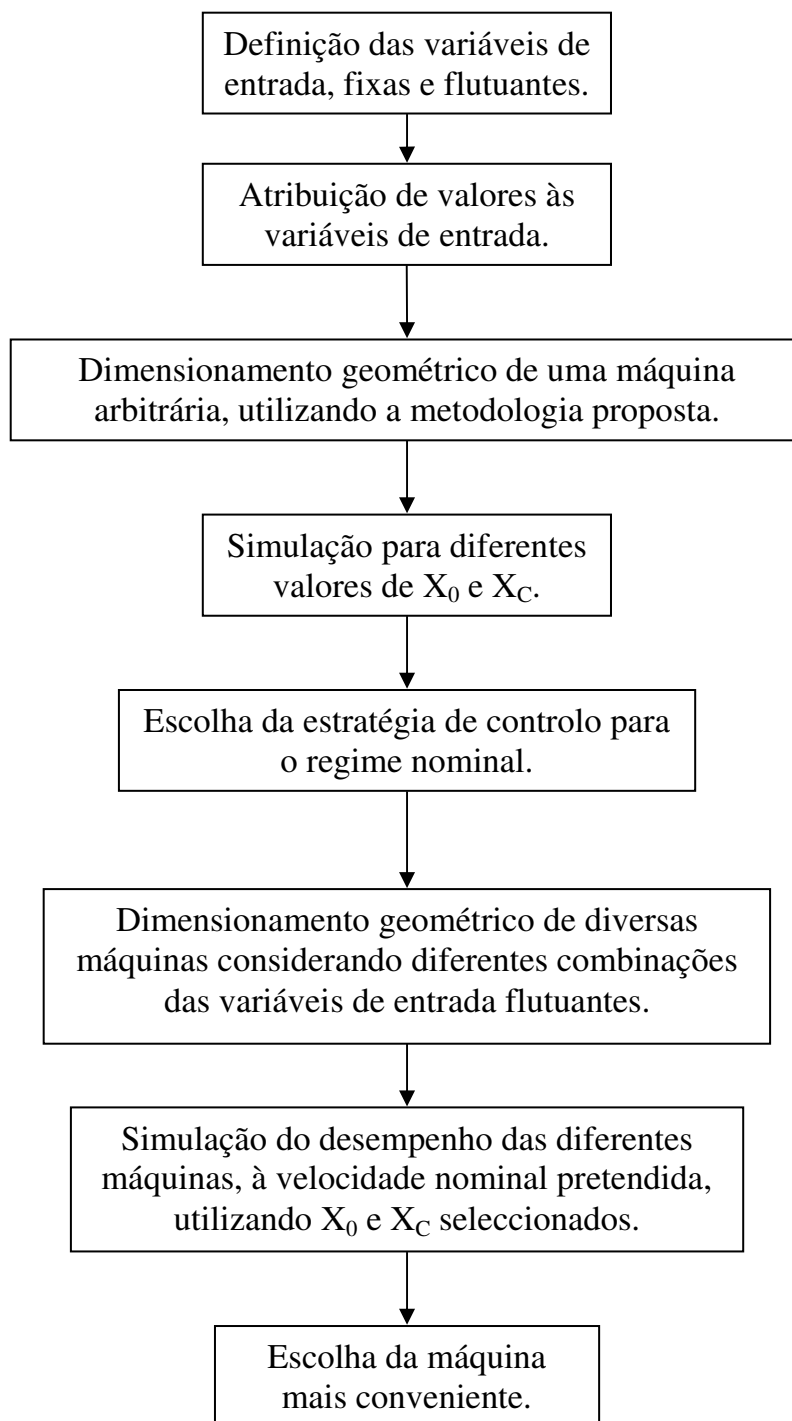 Definição das variáveis de
entrada, fixas e flutuantes.
Atribuição de valores às
variáveis de entrada.
Dimensionamento geométrico de uma máquina
arbitrária, utilizando a metodologia proposta.
Simulação para diferentes
valores de X₀ e X_C.
Escolha da estratégia de controlo para
o regime nominal.
Dimensionamento geométrico de diversas
máquinas considerando diferentes combinações
das variáveis de entrada flutuantes.
Simulação do desempenho das diferentes
máquinas, à velocidade nominal pretendida,
utilizando X₀ e X_C seleccionados.
Escolha da máquina
mais conveniente.